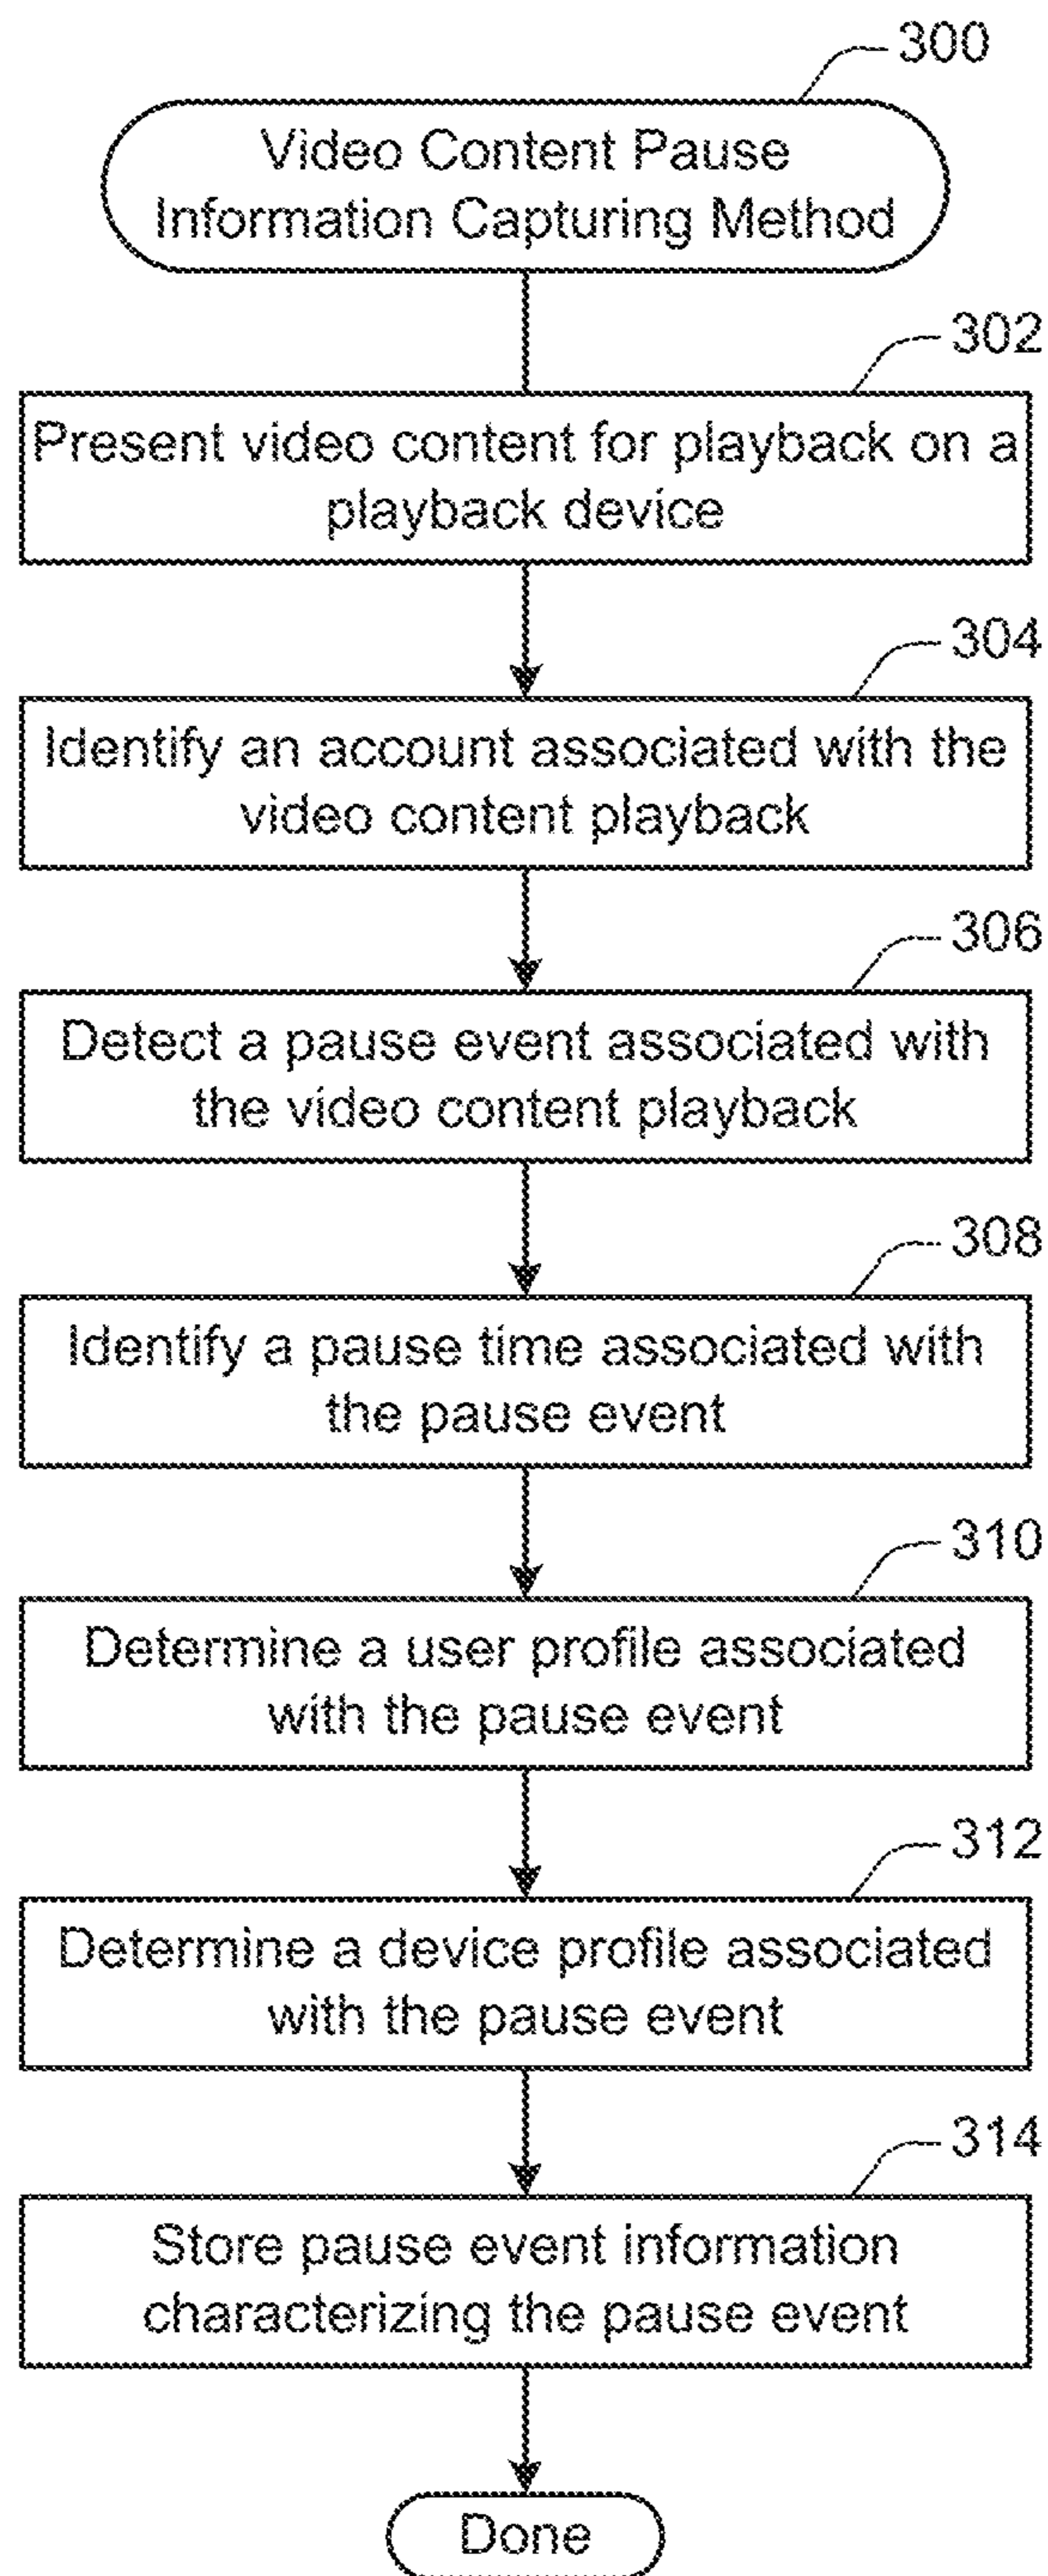 300
Video Content Pause
Information Capturing Method
302
Present video content for playback on a
playback device
304
Identify an account associated with the
video content playback
306
Detect a pause event associated with
the video content playback
308
Identify a pause time associated with
the pause event
310
Determine a user profile associated
with the pause event
312
Determine a device profile associated
with the pause event
314
Store pause event information
characterizing the pause event
Done